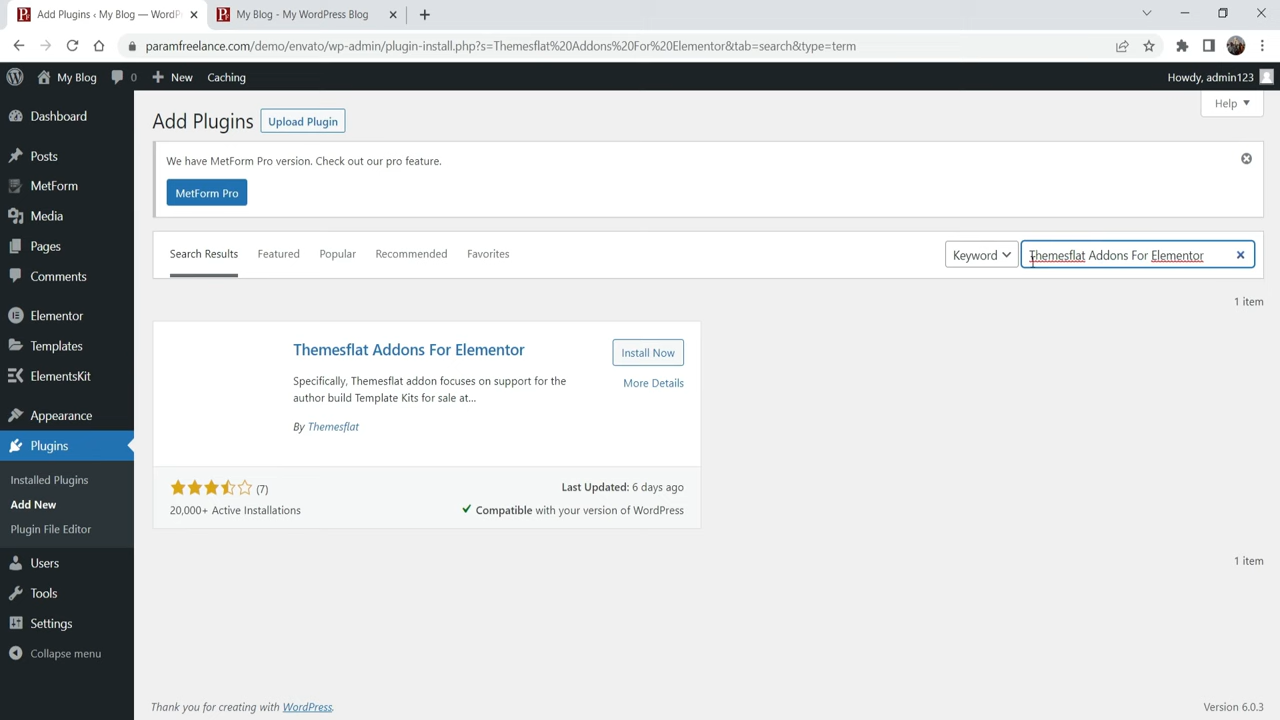 Add Plugins ‹ My Blog — WordPr
My Blog - My WordPress Blog
paramfreelance.com/demo/envato/wp-admin/plugin-install.php?s=Themesflat%20Addons%20For%20Elementor&tab=search&type=term
My Blog
0
New
Caching
Howdy, admin123
Dashboard
Posts
MetForm
Media
Pages
Comments
Elementor
Templates
ElementsKit
Appearance
Plugins
Installed Plugins
Add New
Plugin File Editor
Users
Tools
Settings
Collapse menu
Help
Add Plugins
Upload Plugin
We have MetForm Pro version. Check out our pro feature.
MetForm Pro
Search Results
Featured
Popular
Recommended
Favorites
Keyword
Themesflat Addons For Elementor
1 item
Themesflat Addons For Elementor
Install Now
More Details
Specifically, Themesflat addon focuses on support for the
author build Template Kits for sale at...
By Themesflat
(7)
20,000+ Active Installations
Last Updated: 6 days ago
Compatible with your version of WordPress
1 item
Thank you for creating with WordPress.
Version 6.0.3